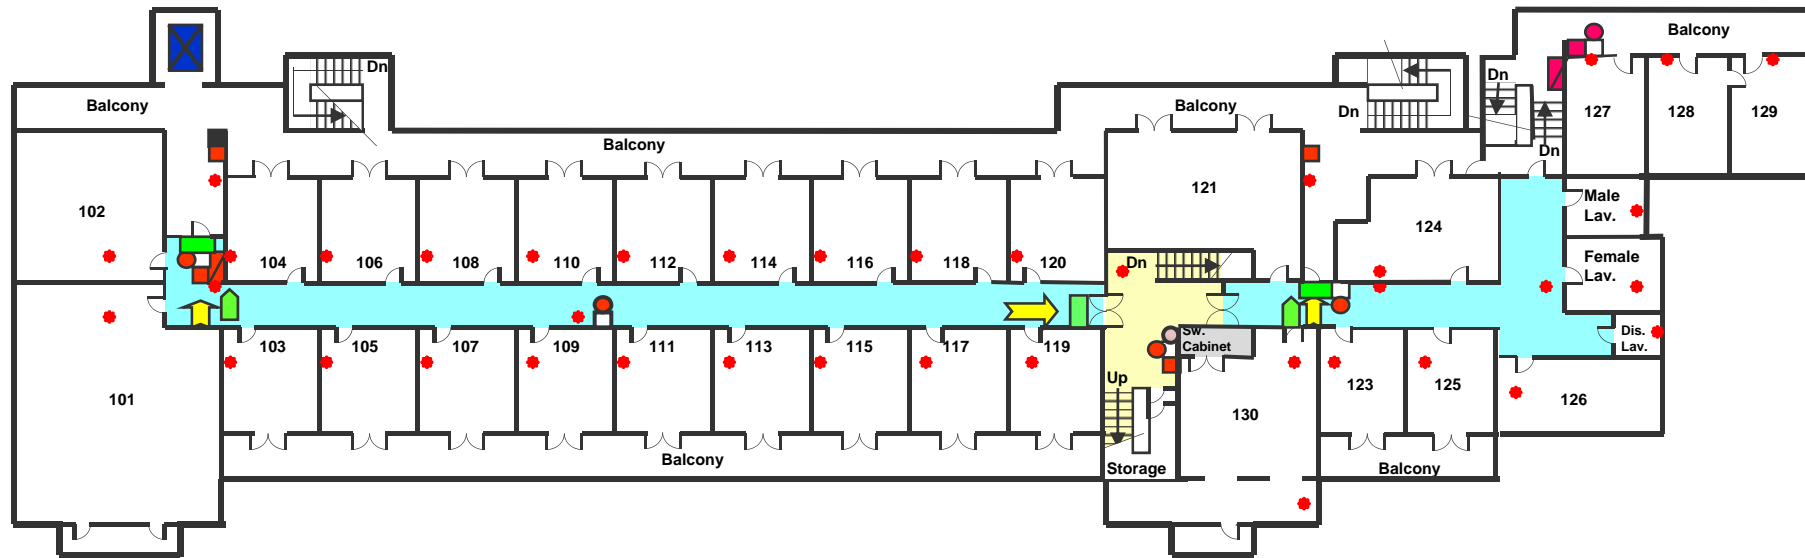 Balcony
Dn
Dn
Balcony
127
128
129
Balcony
Balcony
Dn
Dn
Balcony
121
102
Male
Lav.
124
104
106
108
110
112
114
116
118
120
Dn
Female
Lav.
103
105
107
109
111
113
115
117
119
Sw.
Cabinet
Dis.
Lav.
101
Up
123
125
126
130
Balcony
Storage
Balcony